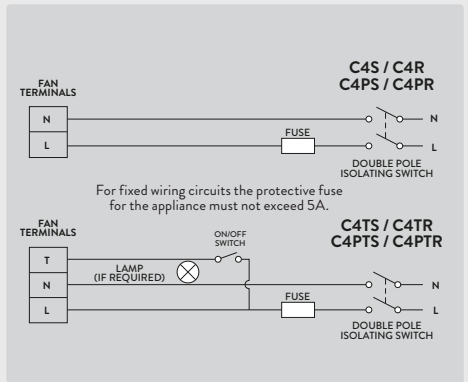 C4S / C4R
C4PS / C4PR
FAN
TERMINALS
N
N
FUSE
L
L
DOUBLE POLE
ISOLATING SWITCH
For fixed wiring circuits the protective fuse
for the appliance must not exceed 5A.
FAN
TERMINALS
C4TS / C4TR
C4PTS / C4PTR
ON/OFF
SWITCH
T
LAMP
(IF REQUIRED)
N
N
FUSE
L
L
DOUBLE POLE
ISOLATING SWITCH